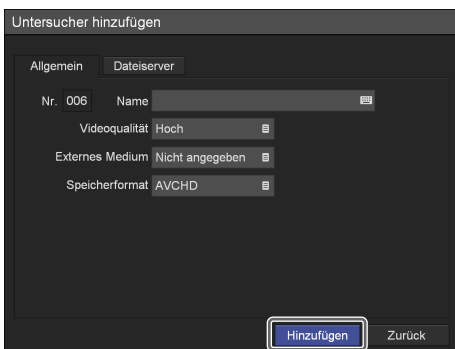 Untersucher hinzufügen
Allgemein Dateiserver
Nr. 006 Name
Videoqualität Hoch
Externes Medium Nicht angegeben
Speicherformat AVCHD
Hinzufügen Zurück